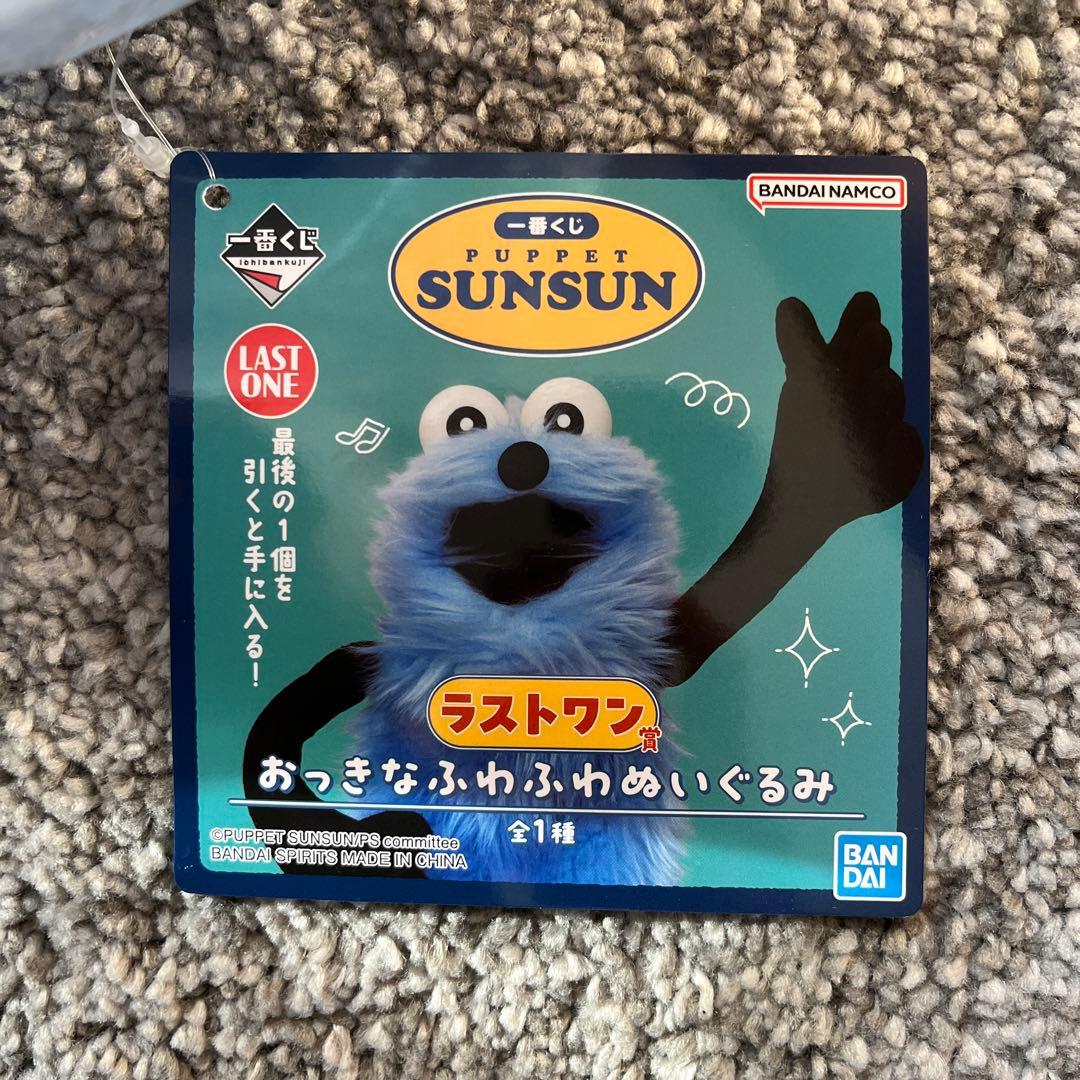 一番くじ
ichibankuji
一番くじ
PUPPET
SUNSUN
BANDAI NAMCO
LAST
ONE
最後の1個を
引くと手に入る!
ラストワン賞
おっきなふわふわぬいぐるみ
全1種
©PUPPET SUNSUN/PS committee
BANDAI SPIRITS MADE IN CHINA
BAN
DAI